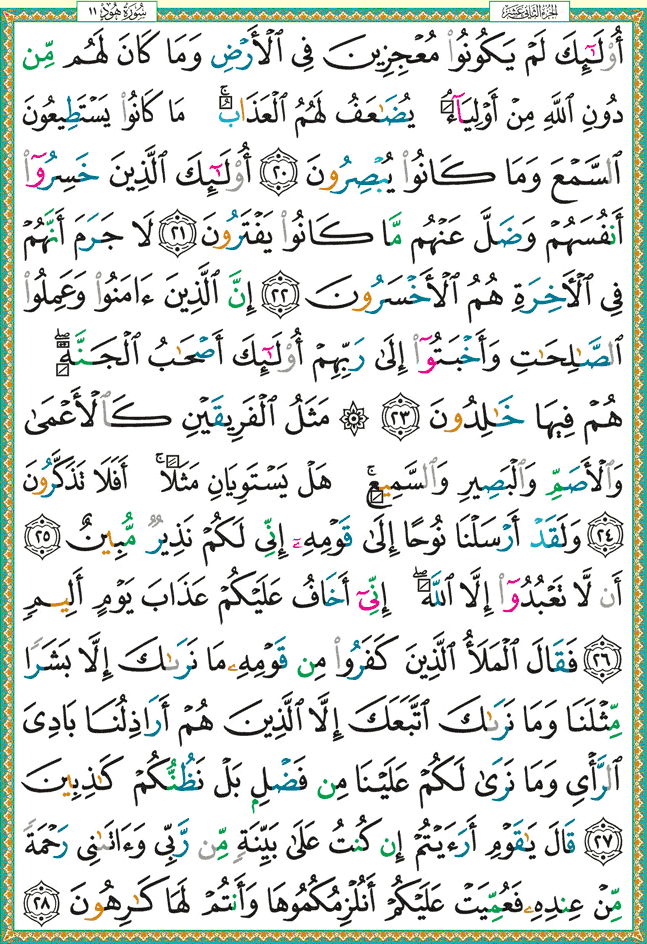 الجزء الثاني عشر
سُورَةُ هُودٍ ١١
أُو۟لَـٰٓئِكَ لَمْ يَكُونُوا۟ مُعْجِزِينَ فِى ٱلْأَرْضِ وَمَا كَانَ لَهُم مِّن
دُونِ ٱللَّهِ مِنْ أَوْلِيَآءَ ۘ يُضَـٰعَفُ لَهُمُ ٱلْعَذَابُ ۚ مَا كَانُوا۟ يَسْتَطِيعُونَ
ٱلسَّمْعَ وَمَا كَانُوا۟ يُبْصِرُونَ ٢٠ أُو۟لَـٰٓئِكَ ٱلَّذِينَ خَسِرُوٓا۟
أَنفُسَهُمْ وَضَلَّ عَنْهُم مَّا كَانُوا۟ يَفْتَرُونَ ٢١ لَا جَرَمَ أَنَّهُمْ
فِى ٱلْـَٔاخِرَةِ هُمُ ٱلْأَخْسَرُونَ ٢٢ إِنَّ ٱلَّذِينَ ءَامَنُوا۟ وَعَمِلُوا۟
ٱلصَّـٰلِحَـٰتِ وَأَخْبَتُوٓا۟ إِلَىٰ رَبِّهِمْ أُو۟لَـٰٓئِكَ أَصْحَـٰبُ ٱلْجَنَّةِ ۖ
هُمْ فِيهَا خَـٰلِدُونَ ٢٣ ۞ مَثَلُ ٱلْفَرِيقَيْنِ كَٱلْأَعْمَىٰ
وَٱلْأَصَمِّ وَٱلْبَصِيرِ وَٱلسَّمِيعِ ۚ هَلْ يَسْتَوِيَانِ مَثَلًا ۚ أَفَلَا تَذَكَّرُونَ
٢٤ وَلَقَدْ أَرْسَلْنَا نُوحًا إِلَىٰ قَوْمِهِۦٓ إِنِّى لَكُمْ نَذِيرٌ مُّبِينٌ ٢٥
أَن لَّا تَعْبُدُوٓا۟ إِلَّا ٱللَّهَ ۖ إِنِّىٓ أَخَافُ عَلَيْكُمْ عَذَابَ يَوْمٍ أَلِيمٍ
٢٦ فَقَالَ ٱلْمَلَأُ ٱلَّذِينَ كَفَرُوا۟ مِن قَوْمِهِۦ مَا نَرَىٰكَ إِلَّا بَشَرًا
مِّثْلَنَا وَمَا نَرَىٰكَ ٱتَّبَعَكَ إِلَّا ٱلَّذِينَ هُمْ أَرَاذِلُنَا بَادِىَ
ٱلرَّأْىِ وَمَا نَرَىٰ لَكُمْ عَلَيْنَا مِن فَضْلٍۭ بَلْ نَظُنُّكُمْ كَـٰذِبِينَ
٢٧ قَالَ يَـٰقَوْمِ أَرَءَيْتُمْ إِن كُنتُ عَلَىٰ بَيِّنَةٍ مِّن رَّبِّى وَءَاتَىٰنِى رَحْمَةً
مِّنْ عِندِهِۦ فَعُمِّيَتْ عَلَيْكُمْ أَنُلْزِمُكُمُوهَا وَأَنتُمْ لَهَا كَـٰرِهُونَ ٢٨